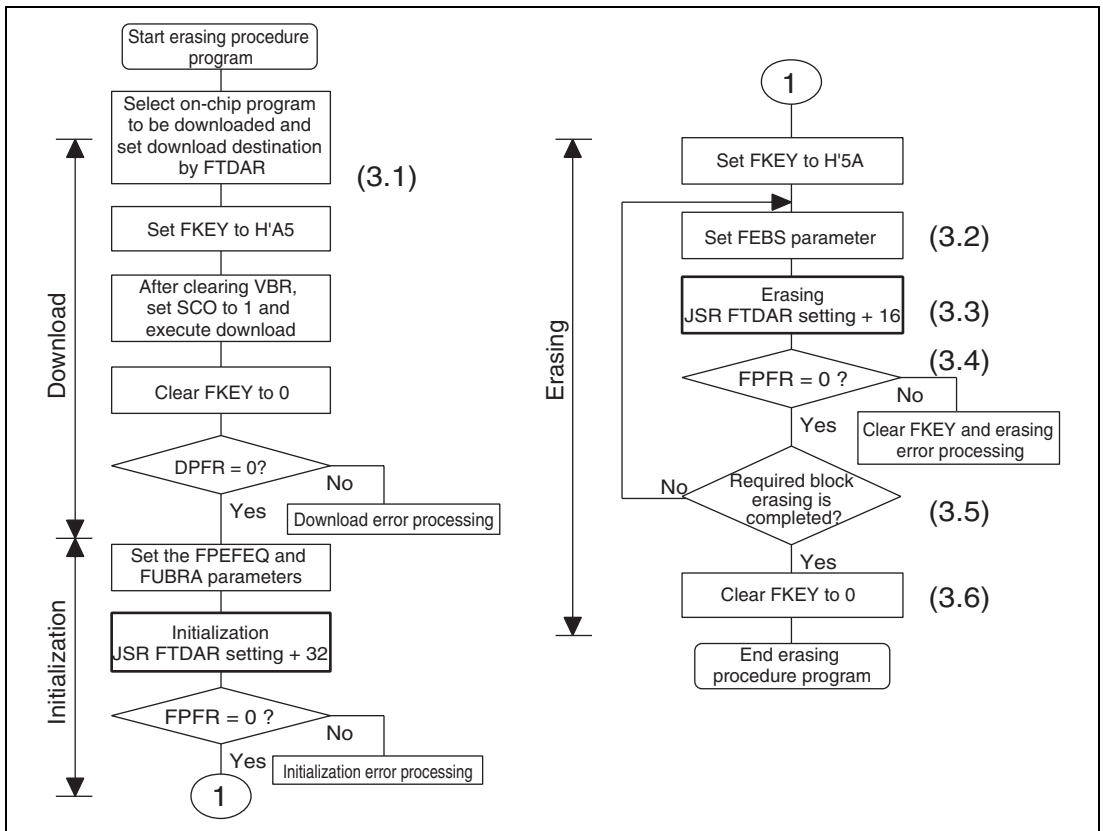 Start erasing procedure
program
Select on-chip program
to be downloaded and
set download destination
by FTDAR
(3.1)
Set FKEY to H'A5
After clearing VBR,
set SCO to 1 and
execute download
Clear FKEY to 0
DPFR = 0?
No
Yes
Download error processing
Download
Set the FPEFEQ and
FUBRA parameters
Initialization
JSR FTDAR setting + 32
FPFR = 0 ?
No
Yes
Initialization error processing
1
Initialization
1
Set FKEY to H'5A
Set FEBS parameter
(3.2)
Erasing
JSR FTDAR setting + 16
(3.3)
(3.4)
FPFR = 0 ?
No
Yes
Clear FKEY and erasing
error processing
Required block
erasing is
completed?
No
(3.5)
Yes
Clear FKEY to 0
(3.6)
Erasing
End erasing
procedure program